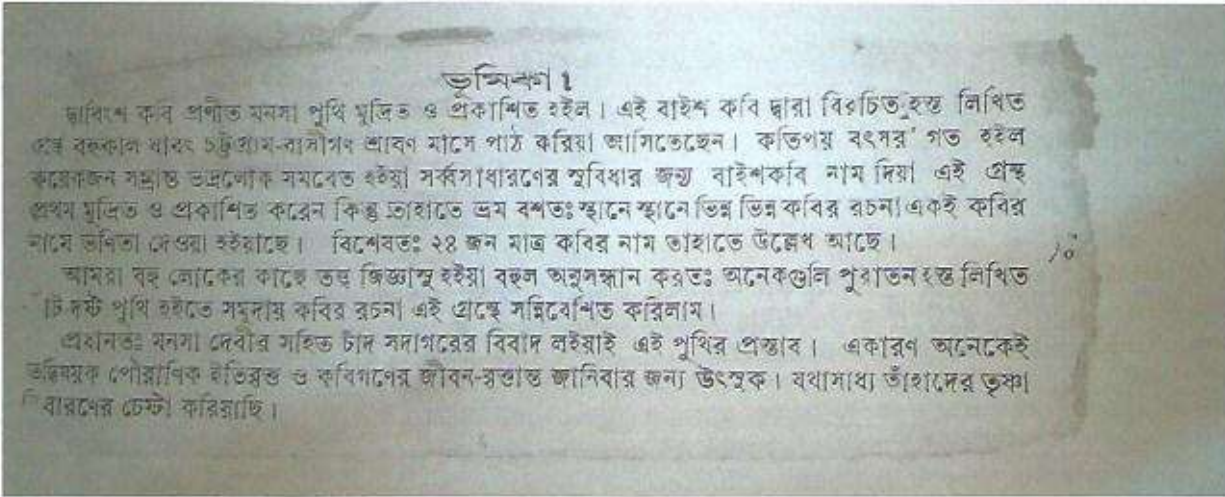 ভূমিকা।
দ্বাবিংশ কবি প্রণীত মনসা পুথি মুদ্রিত ও প্রকাশিত হইল। এই বাইশ কবি দ্বারা বিরচিত হস্ত লিখিত
বহুকাল যাবৎ চট্টগ্রাম-বাসীগণ শ্রাবণ মাসে পাঠ করিয়া আসিতেছেন। কতিপয় বৎসর গত হইল
কয়েকজন সম্ভ্রান্ত ভদ্রলোক সমবেত হইয়া সর্ব্বসাধারণের সুবিধার জন্য বাইশকবি নাম দিয়া এই গ্রন্থ
প্রথম মুদ্রিত ও প্রকাশিত করেন কিন্তু তাহাতে ভ্রম বশতঃ স্থানে স্থানে ভিন্ন ভিন্ন কবির রচনা একই কবির
নামে ভনিতা দেওয়া হইয়াছে। বিশেষতঃ ২৪ জন মাত্র কবির নাম তাহাতে উল্লেখ আছে।
আমরা বহু লোকের কাছে তত্ত্ব জিজ্ঞাসু হইয়া বহুল অনুসন্ধান করতঃ অনেকগুলি পুরাতন হস্ত লিখিত
পুথি হইতে সমুদায় কবির রচনা এই গ্রন্থে সন্নিবেশিত করিলাম।
প্রধানতঃ মনসা দেবীর সহিত চাঁদ সদাগরের বিবাদ লইয়াই এই পুথির প্রস্তাব। একারণ অনেকেই
তদ্বিষয়ক পৌরাণিক ইতিবৃত্ত ও কবিগণের জীবন-বৃত্তান্ত জানিবার জন্য উৎসুক। যথাসাধ্য তাঁহাদের তৃষ্ণা
নিবারণের চেষ্টা করিয়াছি।